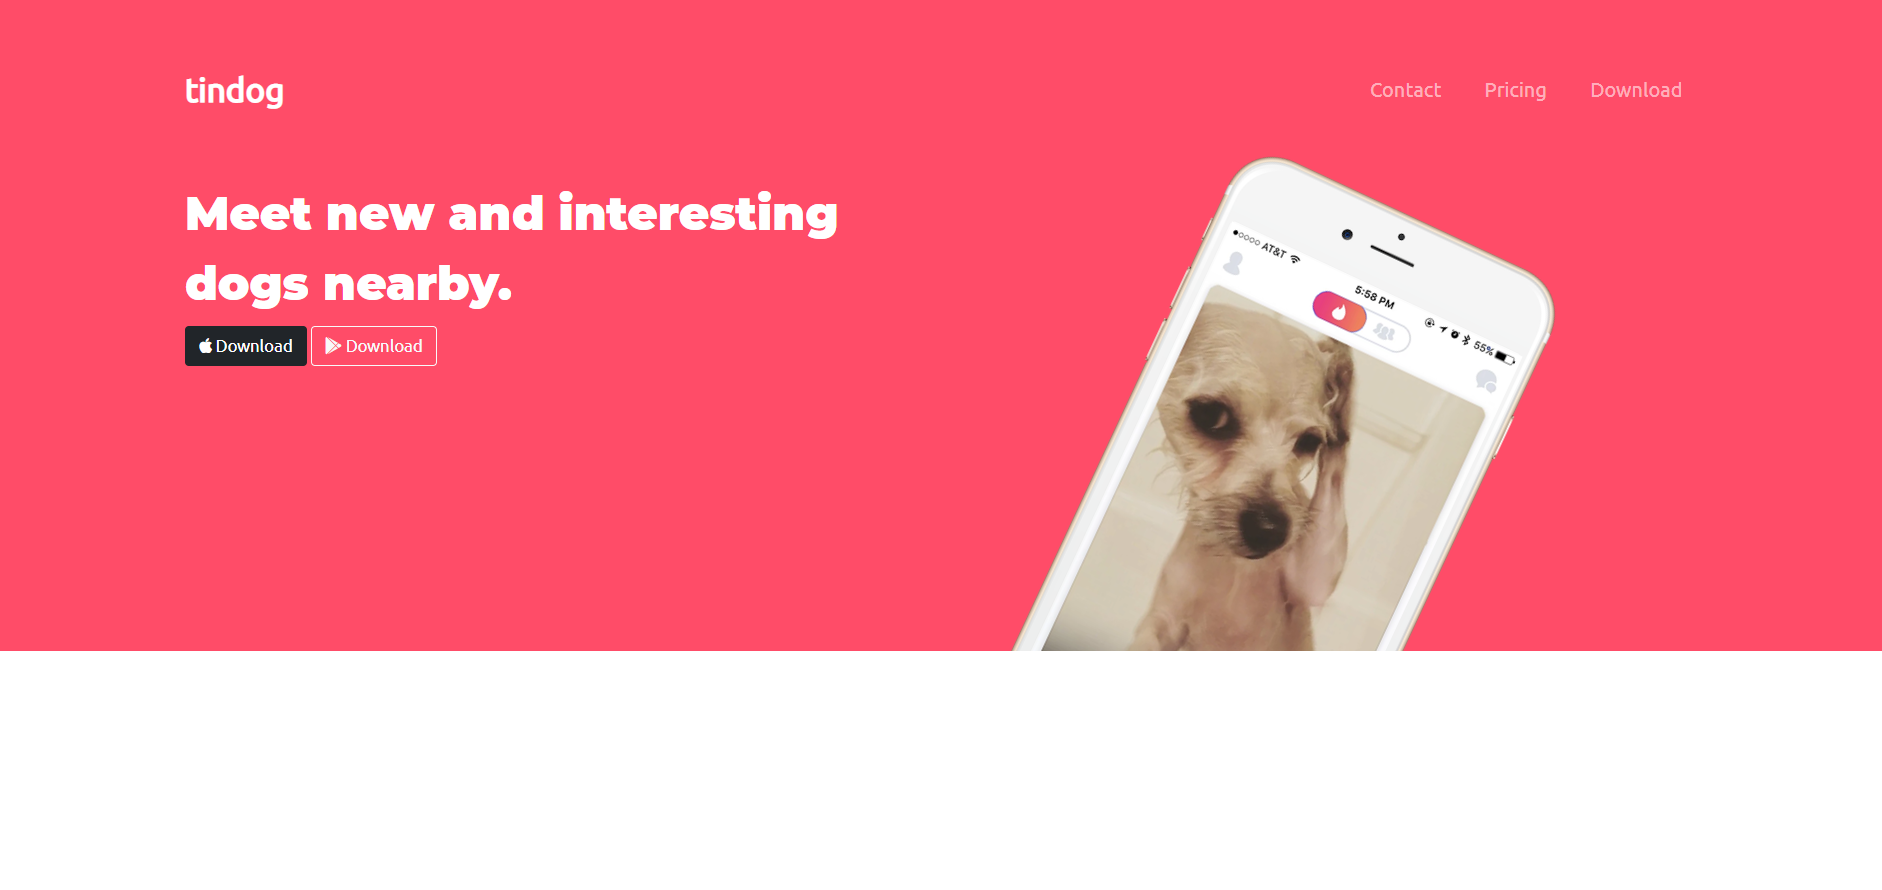 tindog
Contact Pricing Download
Meet new and interesting
dogs nearby.
Download Download
AT&T
5:58 PM
55%